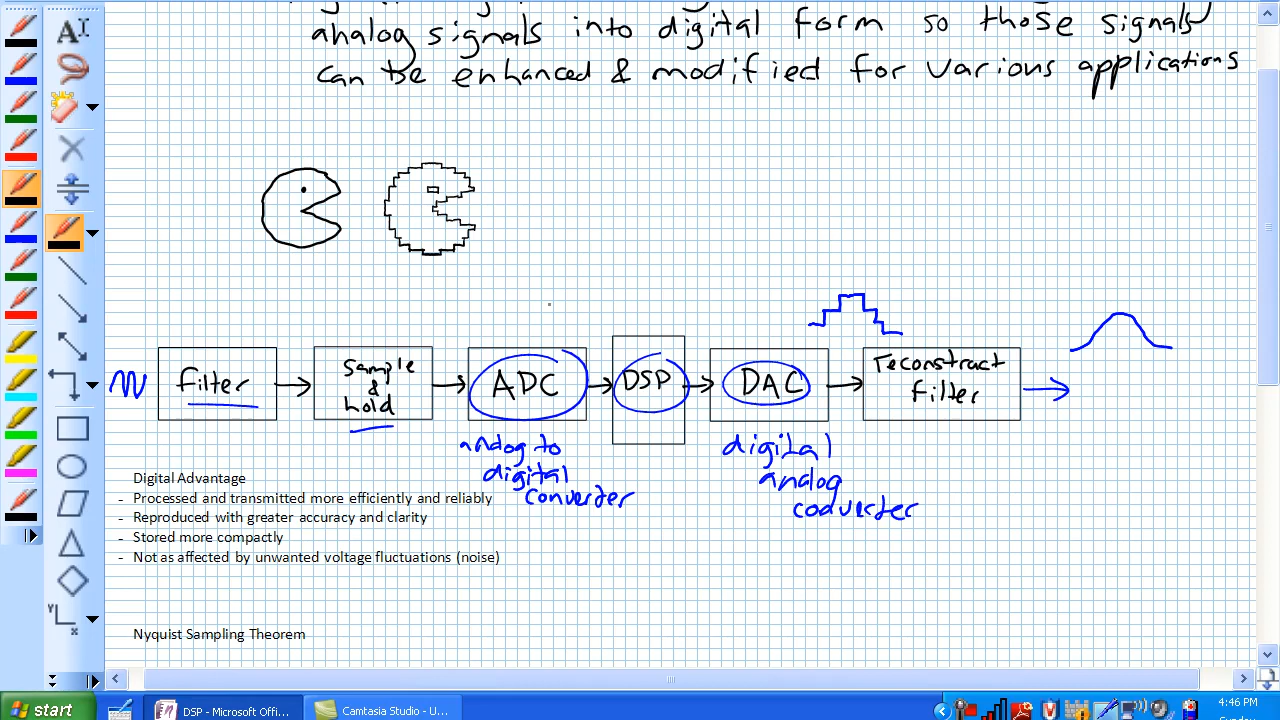 analog signals into digital form so those signals
can be enhanced & modified for various applications
filter
sample
&
hold
ADC
DSP
DAC
reconstract
filter
analog to
digital
converter
digital
analog
codverter
Digital Advantage
- Processed and transmitted more efficiently and reliably
- Reproduced with greater accuracy and clarity
- Stored more compactly
- Not as affected by unwanted voltage fluctuations (noise)
Nyquist Sampling Theorem
start
DSP - Microsoft Offi...
Camtasia Studio - U...
4:46 PM
Sunday